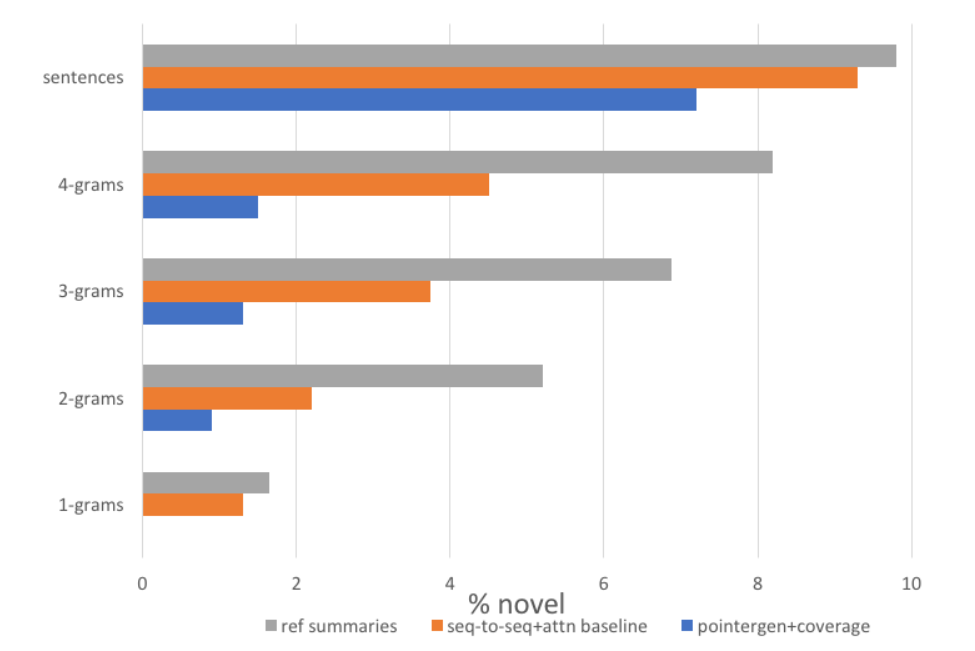 sentences
4-grams
3-grams
2-grams
1-grams
0 2 4 6 8 10
% novel
ref summaries seq-to-seq+attn baseline pointergen+coverage